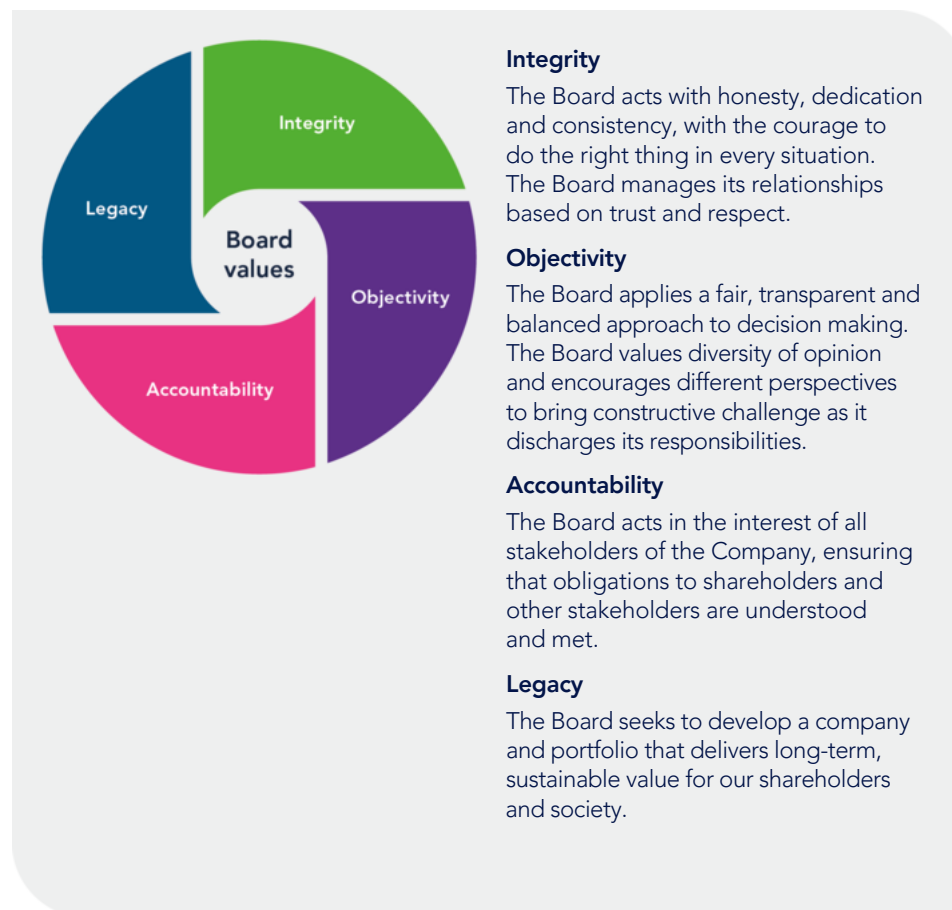 Integrity
Legacy
Board
values
Objectivity
Accountability
Integrity
The Board acts with honesty, dedication
and consistency, with the courage to
do the right thing in every situation.
The Board manages its relationships
based on trust and respect.
Objectivity
The Board applies a fair, transparent and
balanced approach to decision making.
The Board values diversity of opinion
and encourages different perspectives
to bring constructive challenge as it
discharges its responsibilities.
Accountability
The Board acts in the interest of all
stakeholders of the Company, ensuring
that obligations to shareholders and
other stakeholders are understood
and met.
Legacy
The Board seeks to develop a company
and portfolio that delivers long-term,
sustainable value for our shareholders
and society.